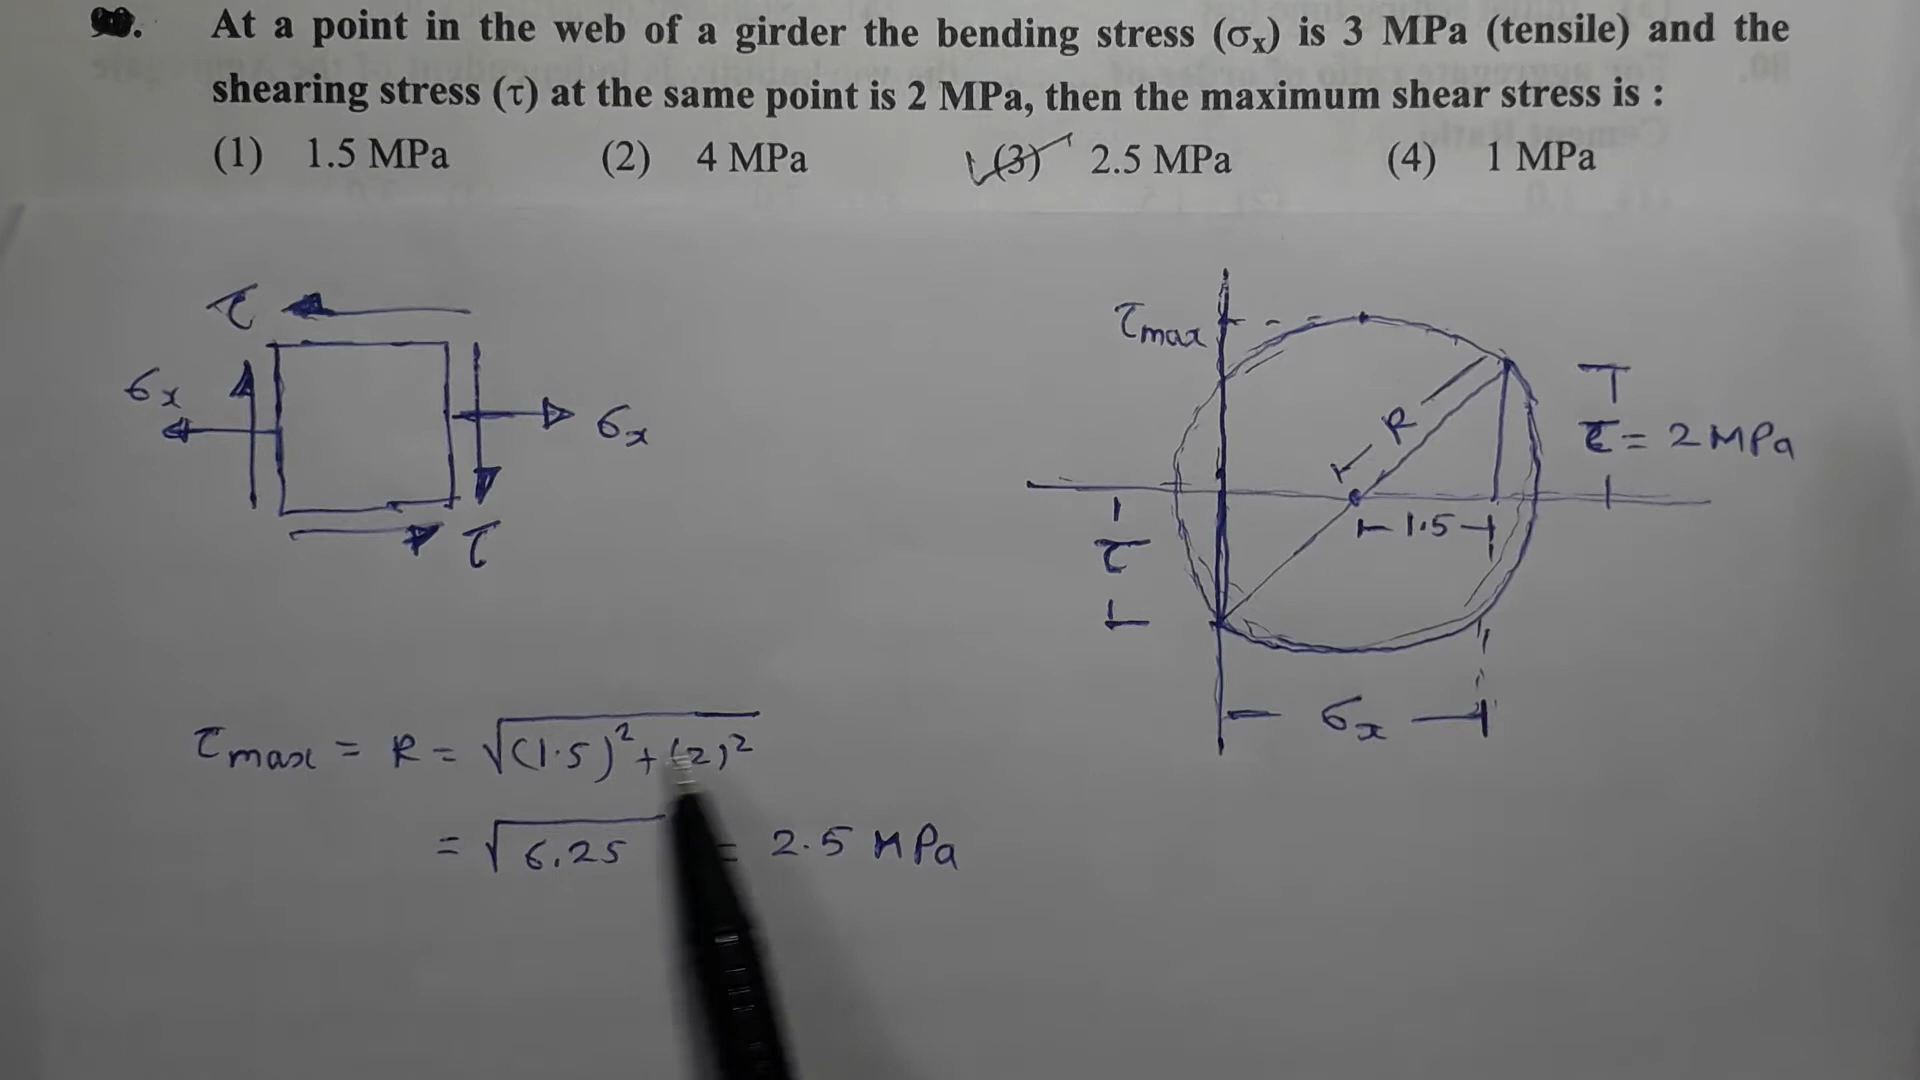 At a point in the web of a girder the bending stress (σx) is 3 MPa (tensile) and the
shearing stress (τ) at the same point is 2 MPa, then the maximum shear stress is :
(1) 1.5 MPa (2) 4 MPa (3) 2.5 MPa (4) 1 MPa
τ
σx
σx
τ
τmax
R
τ = 2 MPa
1.5
τ
σx
τmax = R = √(1.5)² + (2)²
= √6.25 = 2.5 MPa